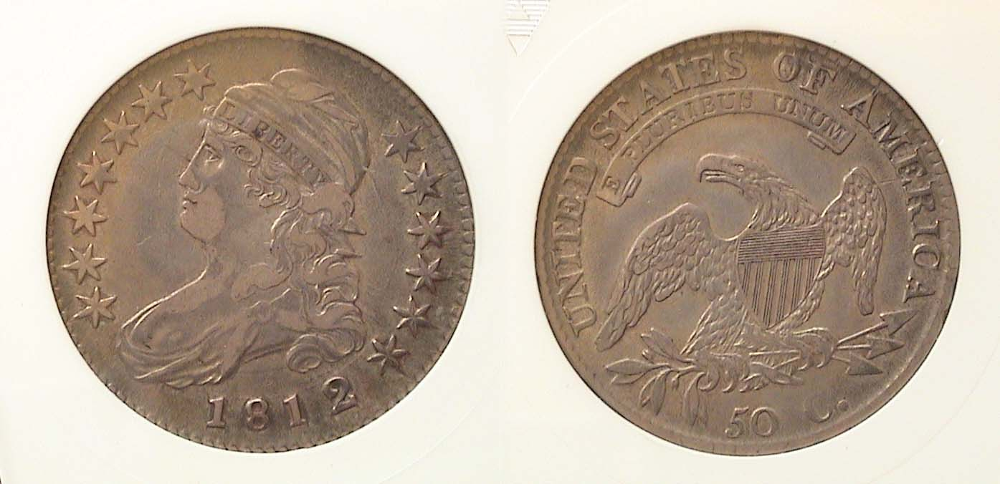 LIBERTY
1812
UNITED STATES OF AMERICA
E PLURIBUS UNUM
50 C.